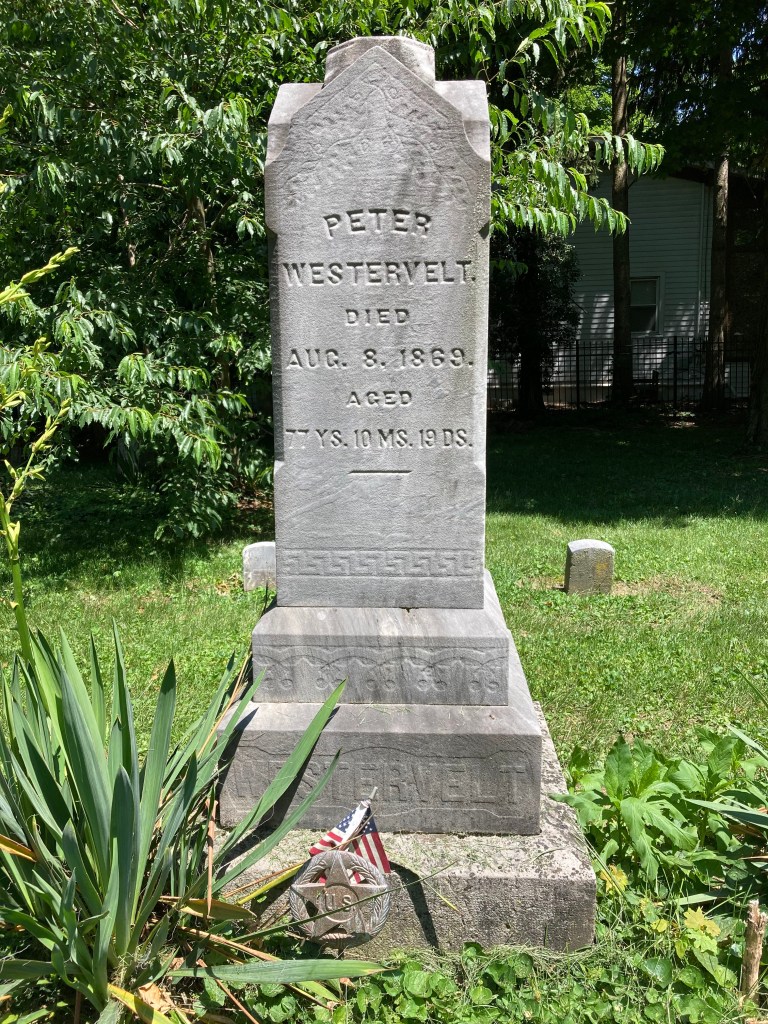 PETER
WESTERVELT.
DIED
AUG. 8. 1869.
AGED
77 YS. 10 MS. 19 DS.
WESTERVELT
U S